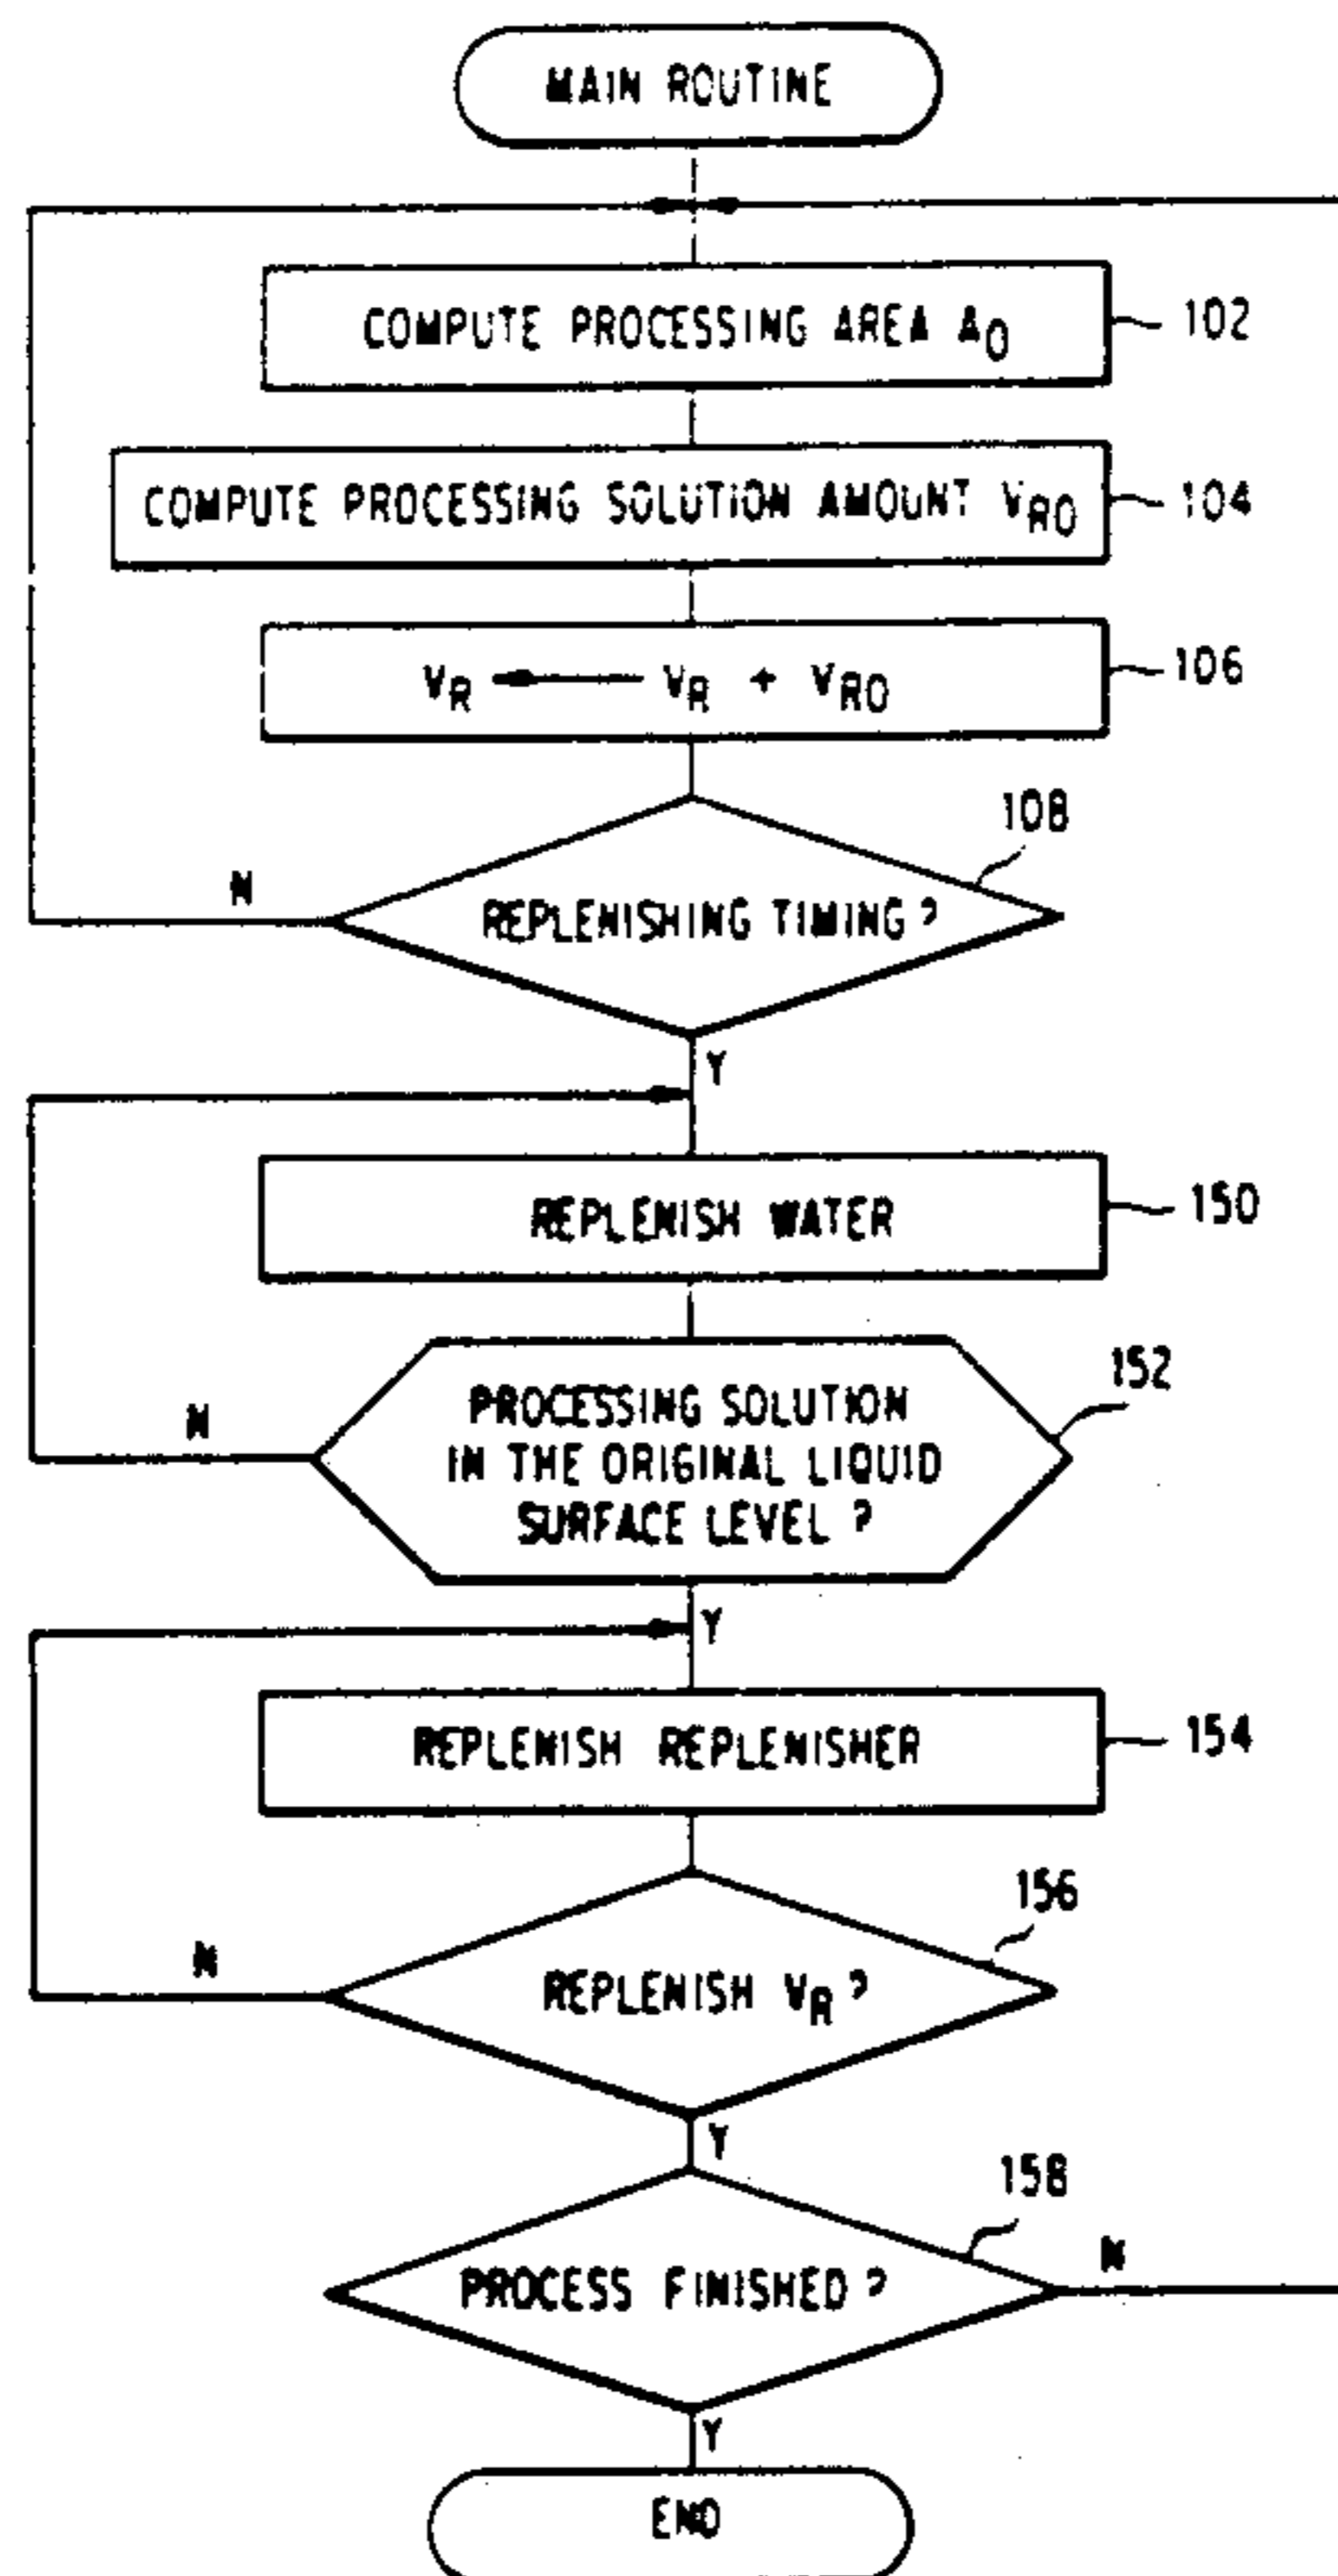 MAIN ROUTINE
COMPUTE PROCESSING AREA A0
102
COMPUTE PROCESSING SOLUTION AMOUNT VR0
104
VR ← VR + VR0
106
108
REPLENISHING TIMING ?
N
Y
REPLENISH WATER
150
152
PROCESSING SOLUTION
IN THE ORIGINAL LIQUID
SURFACE LEVEL ?
N
Y
REPLENISH REPLENISHER
154
156
REPLENISH VR ?
N
Y
158
PROCESS FINISHED ?
N
Y
END